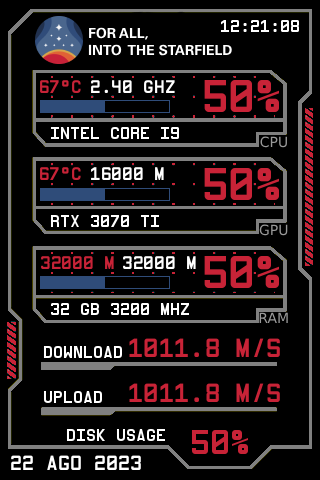 FOR ALL,
12:21:08
INTO THE STARFIELD
67°C 2.40 GHZ 50%
INTEL CORE I9
CPU
67°C 16000 M 50%
RTX 3070 TI
GPU
32000 M 32000 M 50%
32 GB 3200 MHZ
RAM
DOWNLOAD 1011.8 M/S
UPLOAD 1011.8 M/S
DISK USAGE 50%
22 AGO 2023